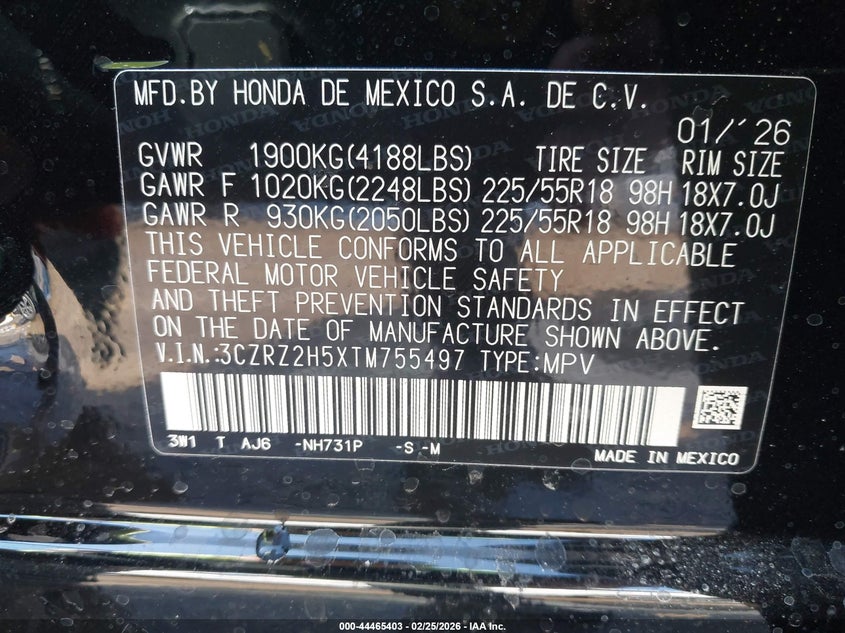 MFD.BY HONDA DE MEXICO S.A. DE C.V.
01/'26
GVWR 1900KG(4188LBS) TIRE SIZE RIM SIZE
GAWR F 1020KG(2248LBS) 225/55R18 98H 18X7.0J
GAWR R 930KG(2050LBS) 225/55R18 98H 18X7.0J
THIS VEHICLE CONFORMS TO ALL APPLICABLE
FEDERAL MOTOR VEHICLE SAFETY
AND THEFT PREVENTION STANDARDS IN EFFECT
ON THE DATE OF MANUFACTURE SHOWN ABOVE.
V.I.N.:3CZRZ2H5XTM755497 TYPE:MPV
3W1 T AJ6 -NH731P -S -M
MADE IN MEXICO
000-44465403 - 02/25/2026 - IAA Inc.